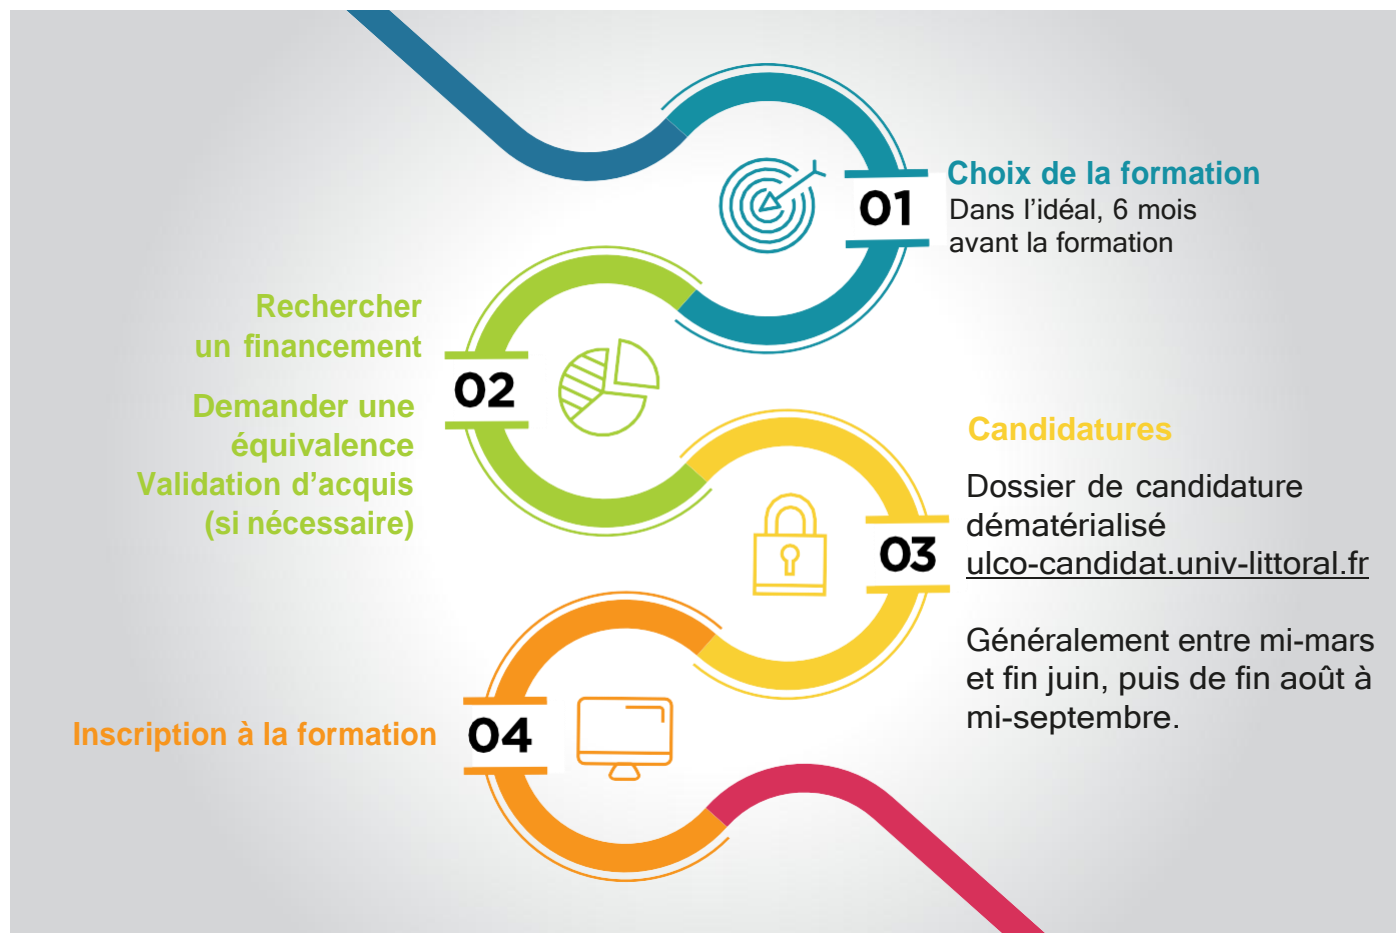 01
Choix de la formation
Dans l’idéal, 6 mois
avant la formation
Rechercher
un financement
02
Demander une
équivalence
Validation d’acquis
(si nécessaire)
Candidatures
Dossier de candidature
dématérialisé
03
ulco-candidat.univ-littoral.fr
Généralement entre mi-mars
et fin juin, puis de fin août à
mi-septembre.
Inscription à la formation
04